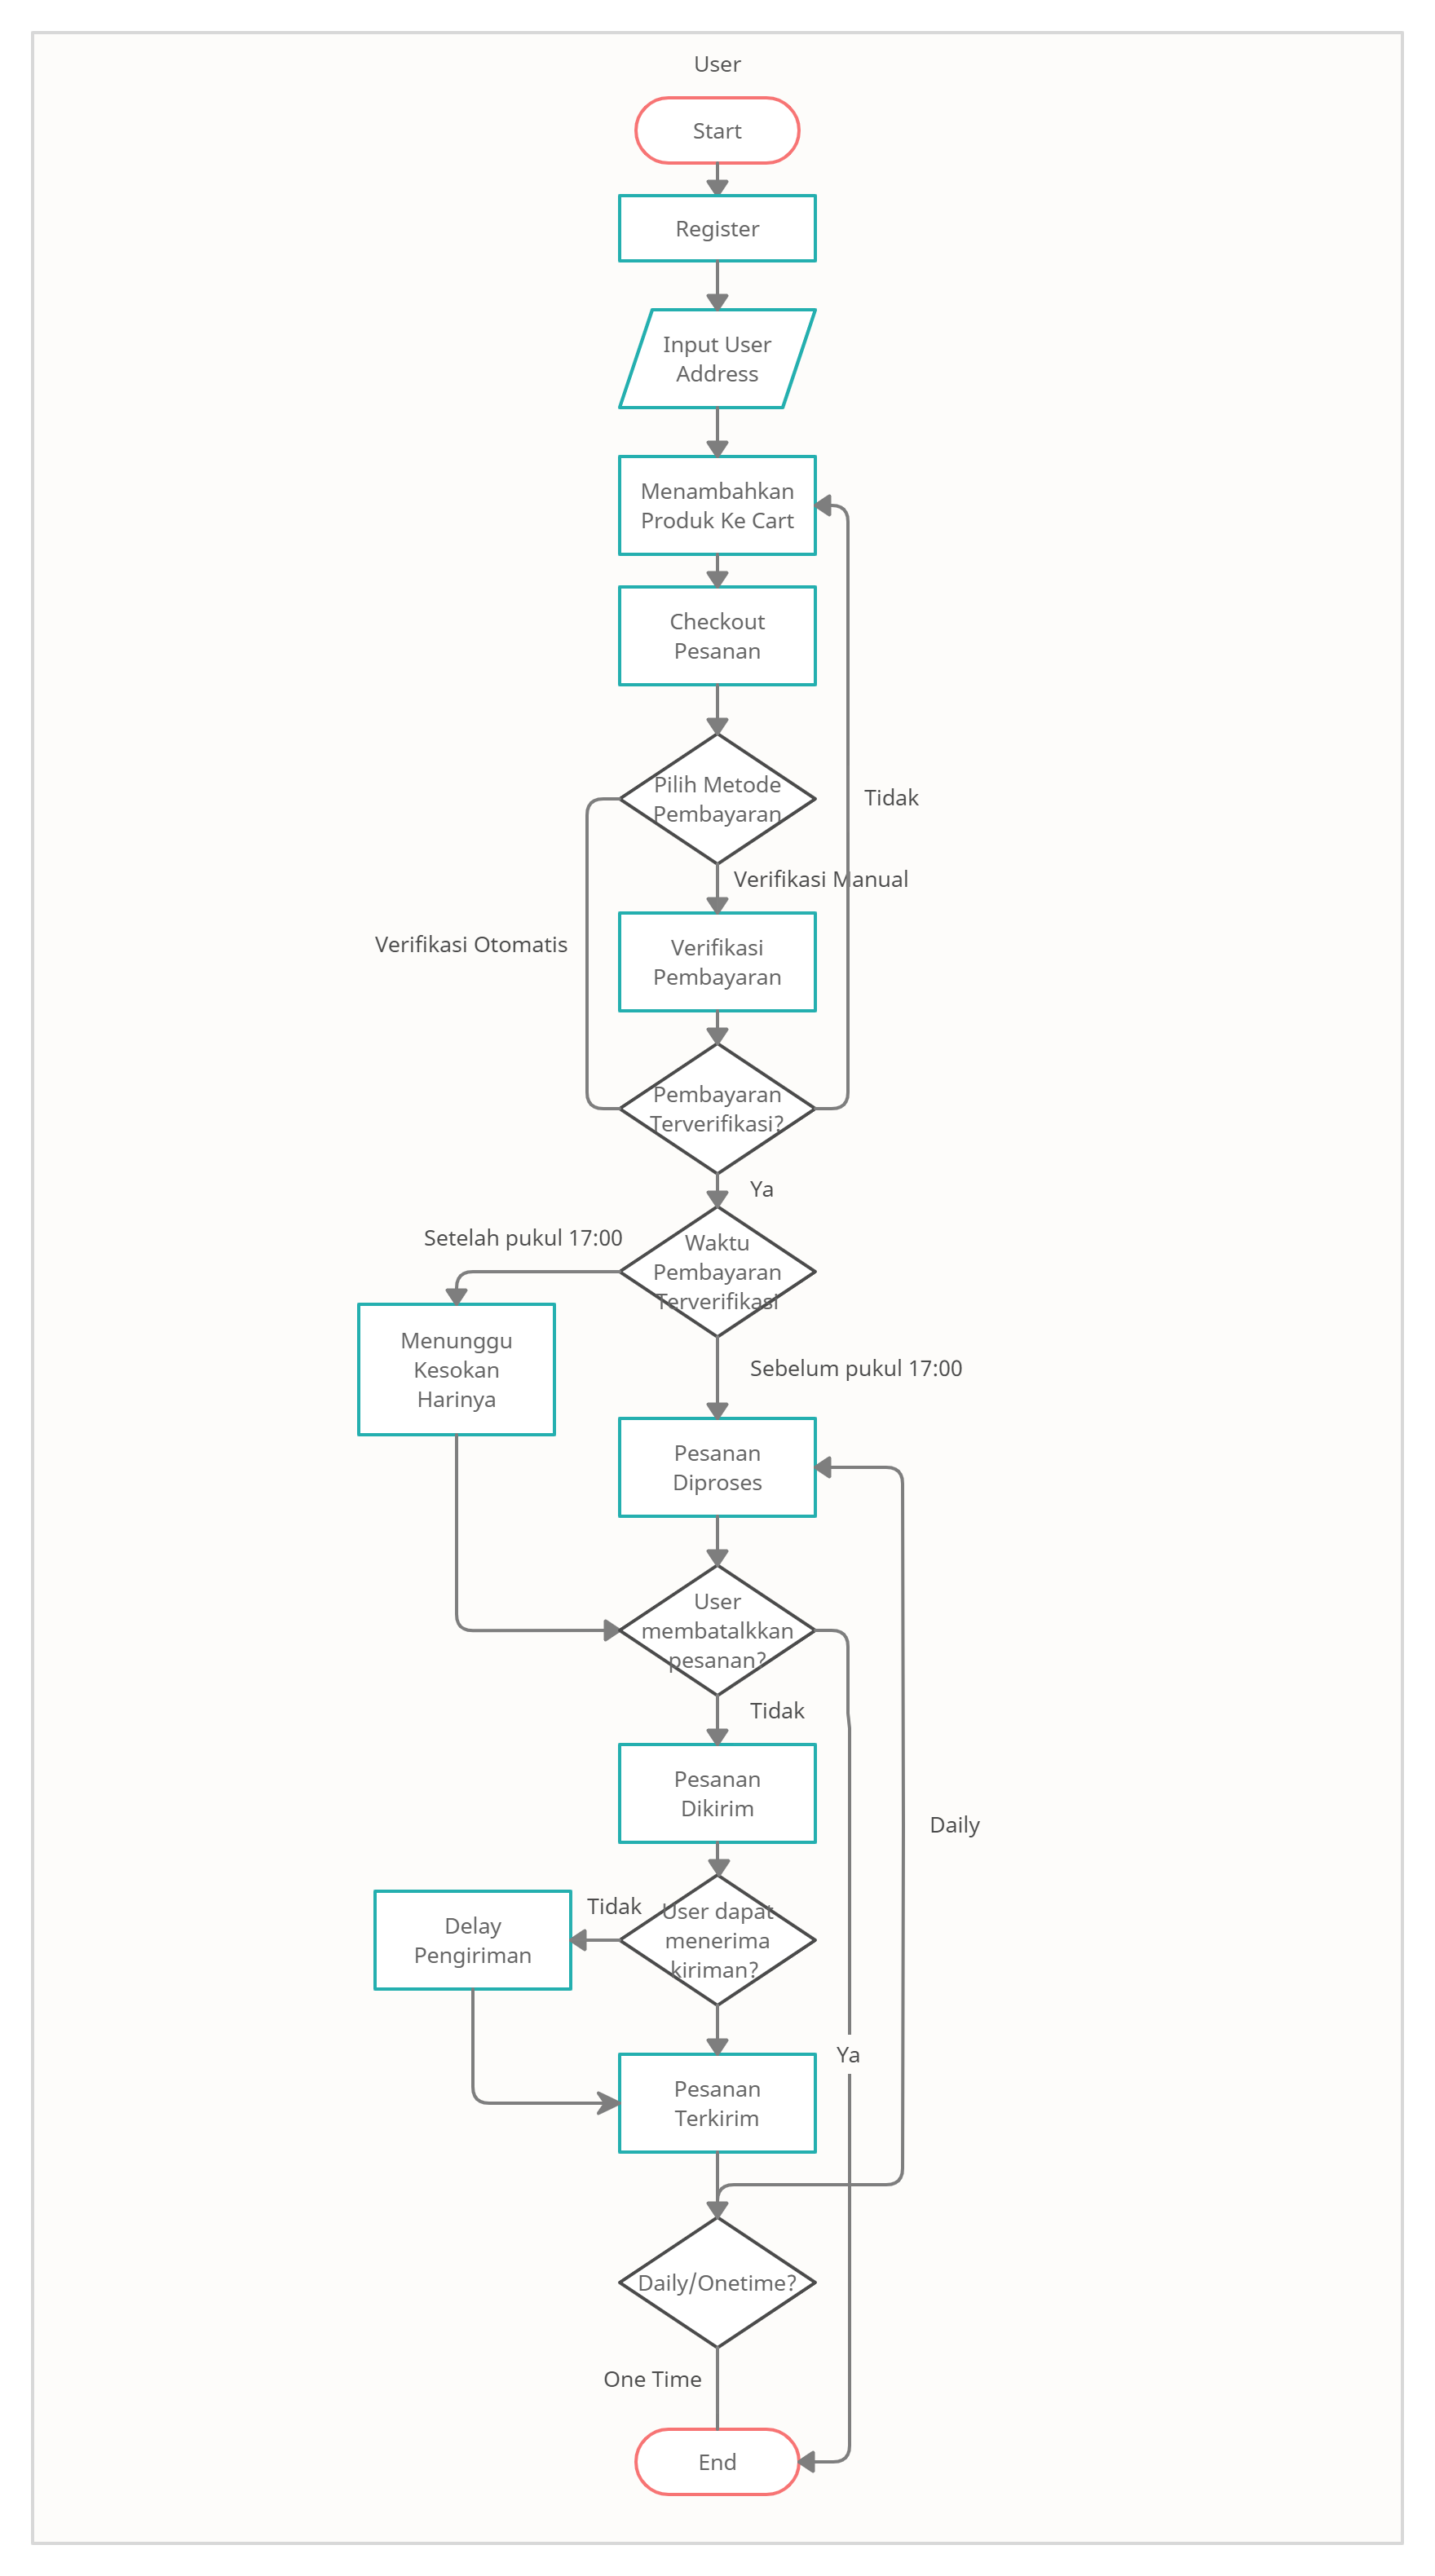 User
Start
Register
Input User
Address
Menambahkan
Produk Ke Cart
Checkout
Pesanan
Pilih Metode
Pembayaran
Tidak
Verifikasi Manual
Verifikasi Otomatis
Verifikasi
Pembayaran
Pembayaran
Terverifikasi?
Ya
Setelah pukul 17:00
Waktu
Pembayaran
Terverifikasi
Menunggu
Kesokan
Harinya
Sebelum pukul 17:00
Pesanan
Diproses
User
membatalkkan
pesanan?
Tidak
Pesanan
Dikirim
Daily
Tidak
User dapat
menerima
kiriman?
Delay
Pengiriman
Ya
Pesanan
Terkirim
Daily/Onetime?
One Time
End